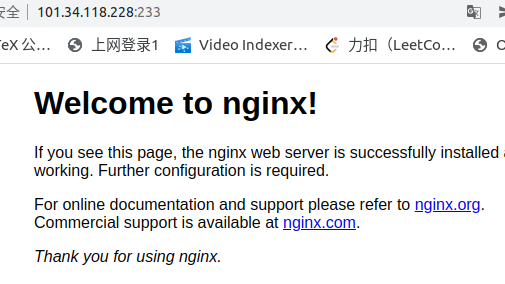 安全 101.34.118.228:233
TeX 公… 上网登录1 Video Indexer… 力扣（LeetCo…
Welcome to nginx!
If you see this page, the nginx web server is successfully installed
working. Further configuration is required.
For online documentation and support please refer to nginx.org.
Commercial support is available at nginx.com.
Thank you for using nginx.